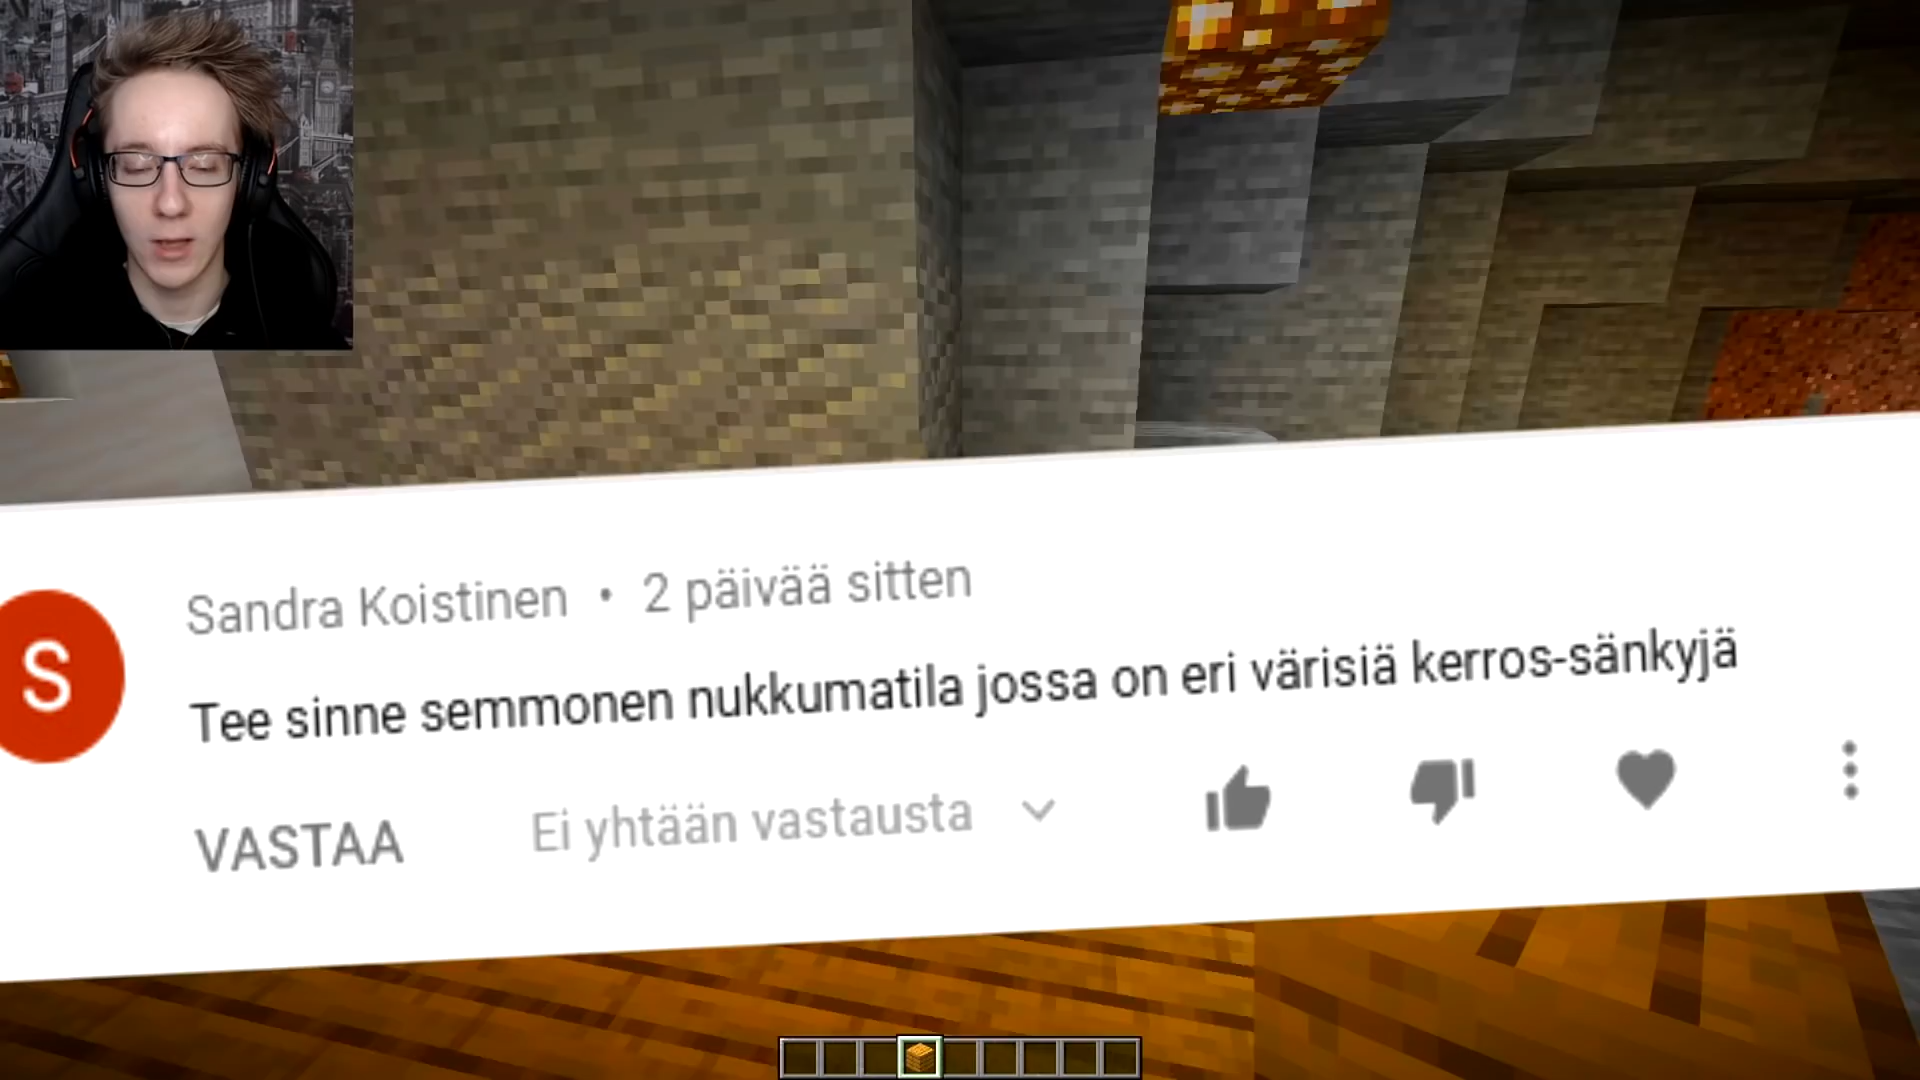 S
Sandra Koistinen • 2 päivää sitten
Tee sinne semmonen nukkumatila jossa on eri värisiä kerros-sänkyjä
VASTAA Ei yhtään vastausta